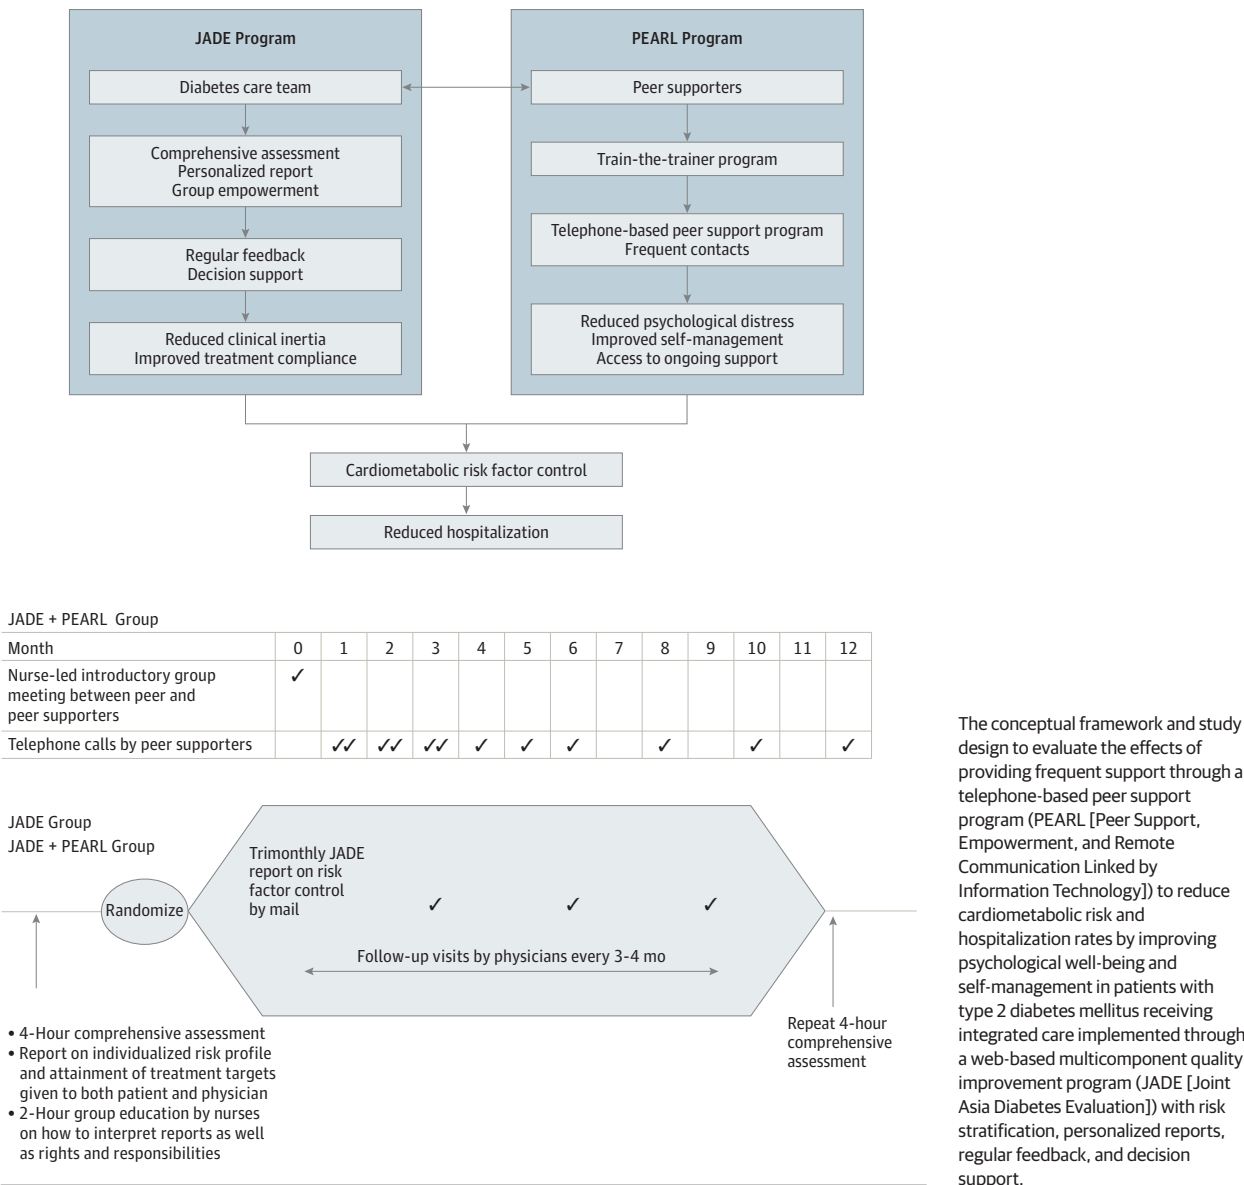 JADE Program
Diabetes care team
Comprehensive assessment
Personalized report
Group empowerment
Regular feedback
Decision support
Reduced clinical inertia
Improved treatment compliance
PEARL Program
Peer supporters
Train-the-trainer program
Telephone-based peer support program
Frequent contacts
Reduced psychological distress
Improved self-management
Access to ongoing support
Cardiometabolic risk factor control
Reduced hospitalization
JADE + PEARL Group
Month 0 1 2 3 4 5 6 7 8 9 10 11 12
Nurse-led introductory group ✓
meeting between peer and
peer supporters
Telephone calls by peer supporters ✓✓ ✓✓ ✓✓ ✓ ✓ ✓ ✓ ✓ ✓
JADE Group
JADE + PEARL Group
Randomize
Trimonthly JADE
report on risk
factor control
by mail
✓ ✓ ✓
Follow-up visits by physicians every 3-4 mo
• 4-Hour comprehensive assessment
• Report on individualized risk profile
and attainment of treatment targets
given to both patient and physician
• 2-Hour group education by nurses
on how to interpret reports as well
as rights and responsibilities
Repeat 4-hour
comprehensive
assessment
The conceptual framework and study
design to evaluate the effects of
providing frequent support through a
telephone-based peer support
program (PEARL [Peer Support,
Empowerment, and Remote
Communication Linked by
Information Technology]) to reduce
cardiometabolic risk and
hospitalization rates by improving
psychological well-being and
self-management in patients with
type 2 diabetes mellitus receiving
integrated care implemented through
a web-based multicomponent quality
improvement program (JADE [Joint
Asia Diabetes Evaluation]) with risk
stratification, personalized reports,
regular feedback, and decision
support.